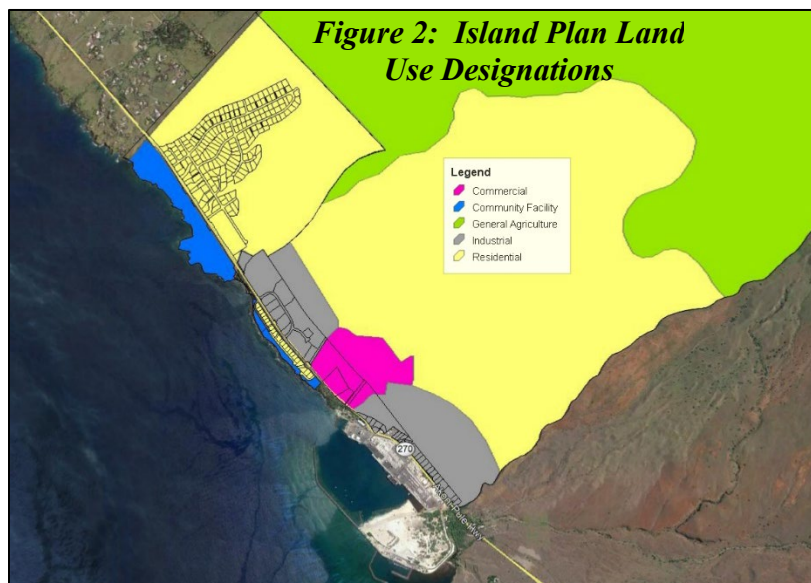 Figure 2: Island Plan Land
Use Designations
Legend
Commercial
Community Facility
General Agriculture
Industrial
Residential
270